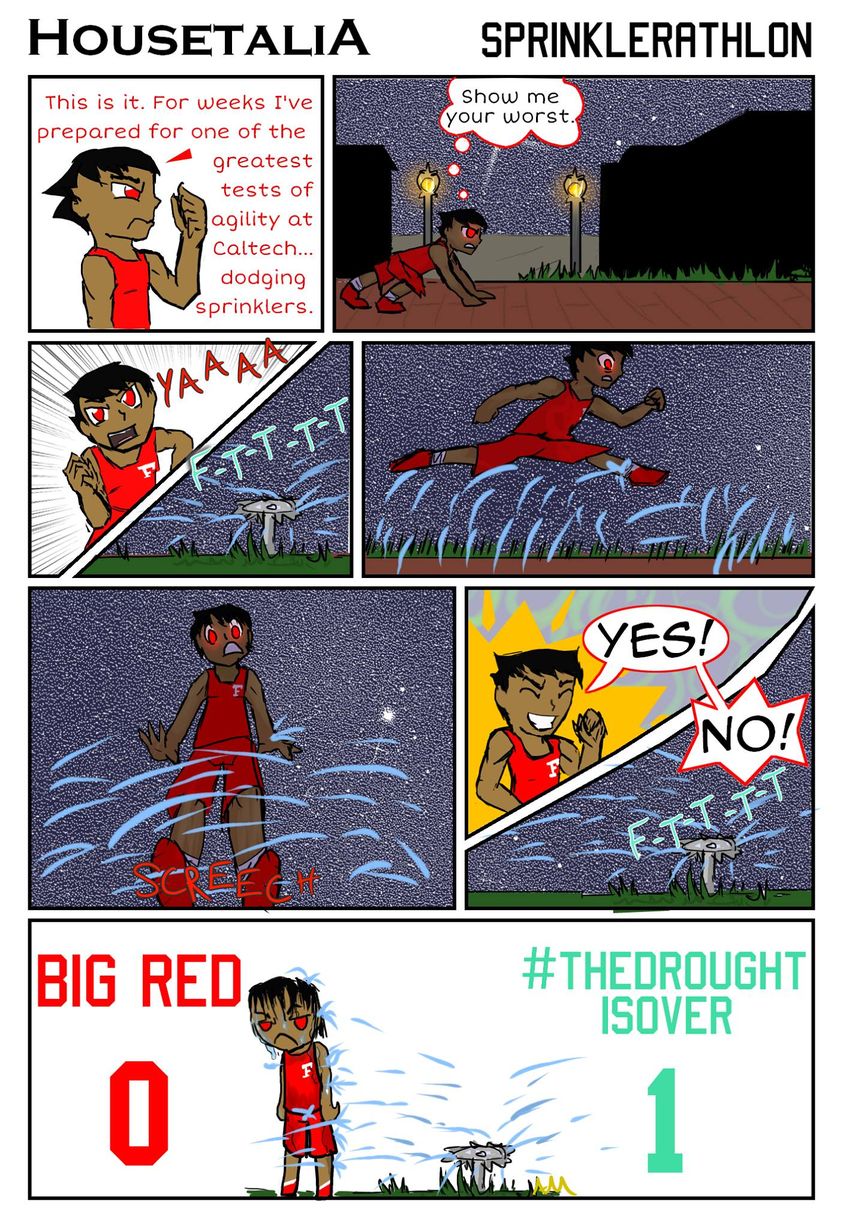 HOUSETALIA
SPRINKLERATHLON
This is it. For weeks I've
prepared for one of the
greatest
tests of
agility at
Caltech...
dodging
sprinklers.
Show me
your worst.
YAAAA
F
F-T-T-T-T
F
F
SCREECH
YES!
F
NO!
F-T-T-T-T
BIG RED
0
#THEDROUGHT
ISOVER
1
F
AM